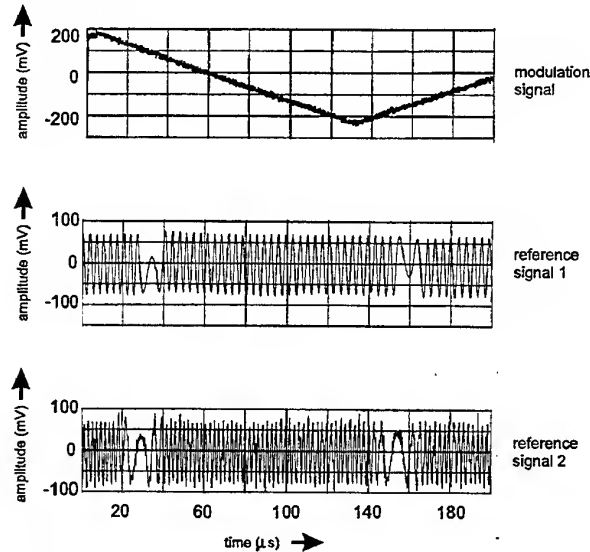 amplitude (mV)
200
0
-200
modulation
signal
amplitude (mV)
100
0
-100
reference
signal 1
amplitude (mV)
100
0
-100
reference
signal 2
20 60 100 140 180
time (μs)